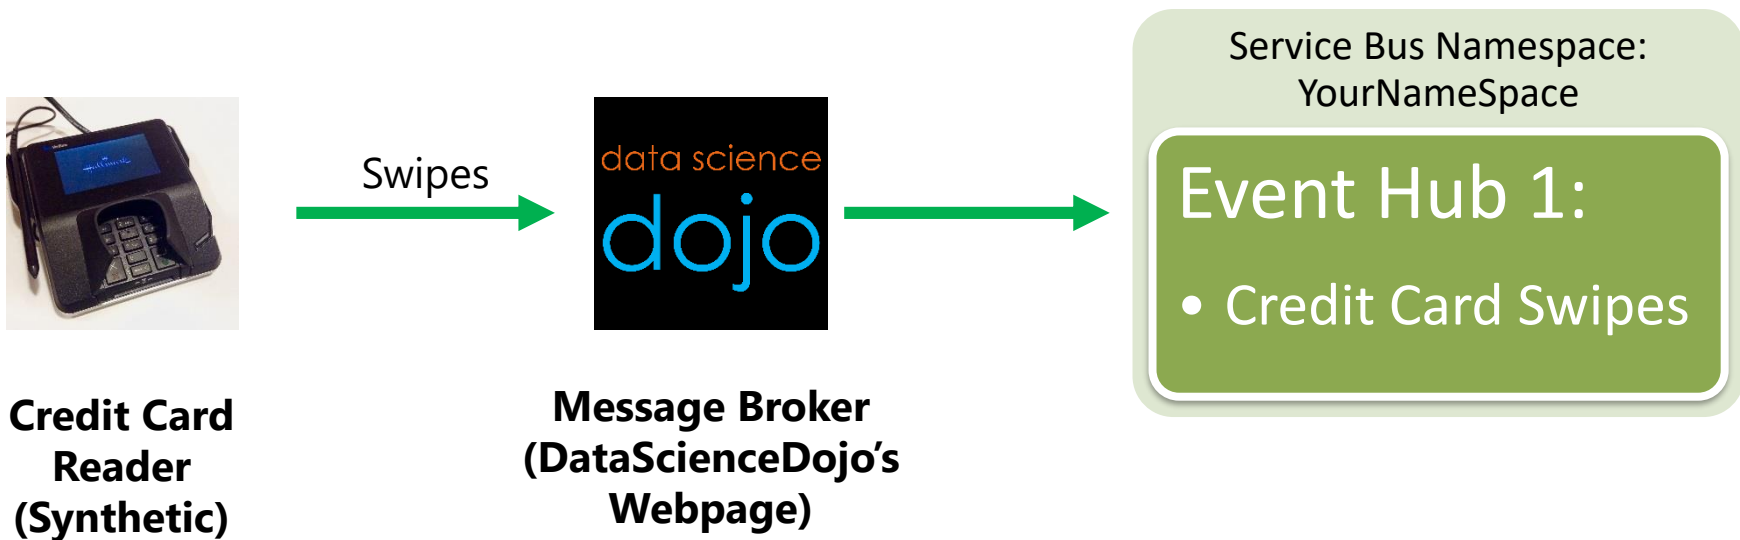 Service Bus Namespace:
YourNameSpace
Swipes
data science
dojo
Event Hub 1:
• Credit Card Swipes
Credit Card
Reader
(Synthetic)
Message Broker
(DataScienceDojo’s
Webpage)